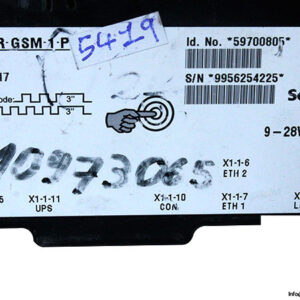 R-GSM-1-P
5419
Id. No. *59700805*
17
S/N *9956254225*
ode:
3"
3"
9-28V
10973065
X1-1-6
ETH 2
X1-1-11
UPS
X1-1-10
CON.
X1-1-7
ETH 1